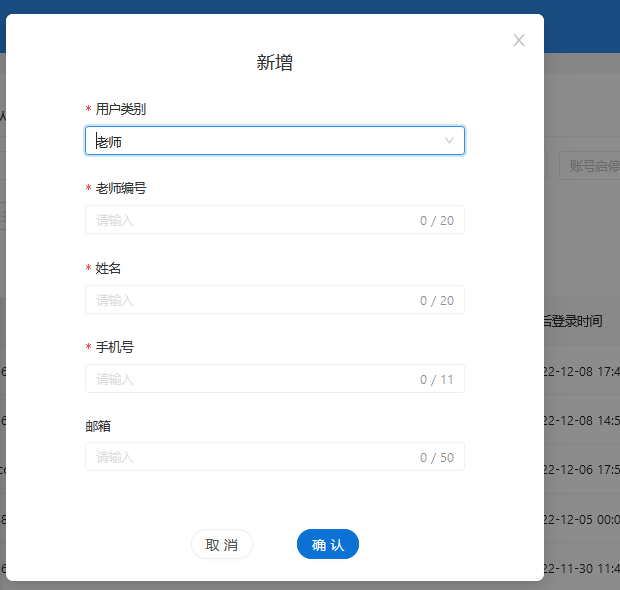 新增
* 用户类别
老师
* 老师编号
请输入 0 / 20
* 姓名
请输入 0 / 20
* 手机号
请输入 0 / 11
邮箱
请输入 0 / 50
取 消 确 认
账号启停
后登录时间
22-12-08 17:4
22-12-08 14:5
22-12-06 17:5
22-12-05 00:0
22-11-30 11:4